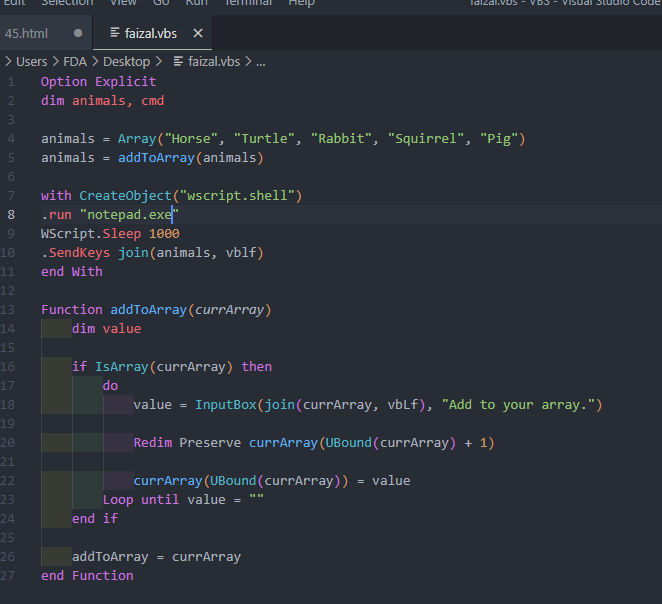 Edit Selection View Go Run Terminal Help faizal.vbs - VBS - Visual Studio Code
45.html ● faizal.vbs ×
> Users > FDA > Desktop > faizal.vbs > ...
1 Option Explicit
2 dim animals, cmd
3
4 animals = Array("Horse", "Turtle", "Rabbit", "Squirrel", "Pig")
5 animals = addToArray(animals)
6
7 with CreateObject("wscript.shell")
8 .run "notepad.exe"
9 WScript.Sleep 1000
10 .SendKeys join(animals, vblf)
11 end With
12
13 Function addToArray(currArray)
14     dim value
15
16     if IsArray(currArray) then
17         do
18             value = InputBox(join(currArray, vbLf), "Add to your array.")
19
20             Redim Preserve currArray(UBound(currArray) + 1)
21
22             currArray(UBound(currArray)) = value
23         Loop until value = ""
24     end if
25
26     addToArray = currArray
27 end Function